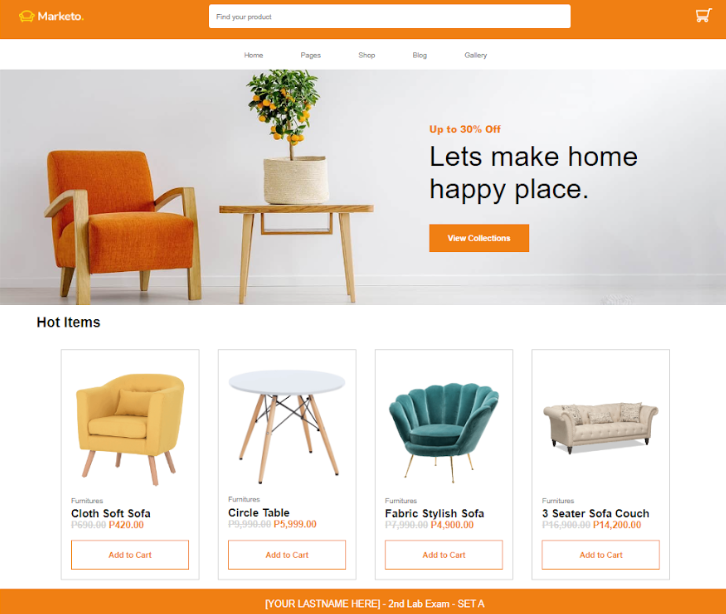 Marketo.
Find your product
Home Pages Shop Blog Gallery
Up to 30% Off
Lets make home
happy place.
View Collections
Hot Items
Furnitures
Cloth Soft Sofa
₱690.00 ₱420.00
Add to Cart
Furnitures
Circle Table
₱9,990.00 ₱5,999.00
Add to Cart
Furnitures
Fabric Stylish Sofa
₱7,990.00 ₱4,900.00
Add to Cart
Furnitures
3 Seater Sofa Couch
₱16,900.00 ₱14,200.00
Add to Cart
[YOUR LASTNAME HERE] - 2nd Lab Exam - SET A